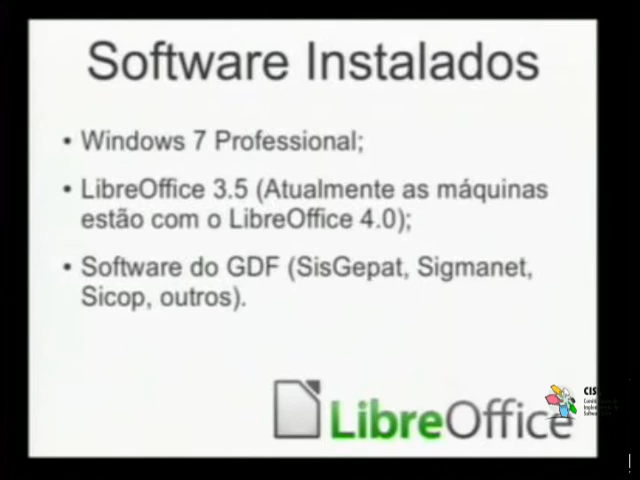 Software Instalados
• Windows 7 Professional;
• LibreOffice 3.5 (Atualmente as máquinas
estão com o LibreOffice 4.0);
• Software do GDF (SisGepat, Sigmanet,
Sicop, outros).
LibreOffice
CIS